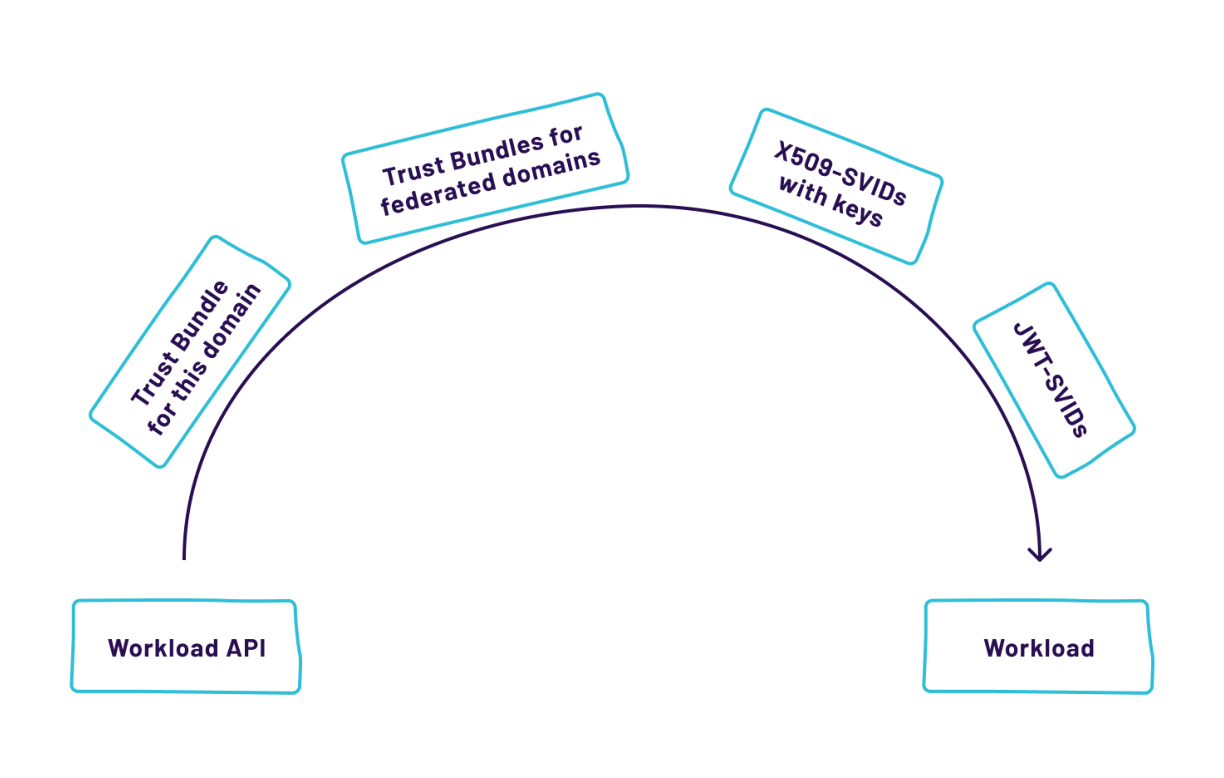 Trust Bundles for
federated domains
X509-SVIDs
with keys
Trust Bundle
for this domain
JWT-SVIDs
Workload API
Workload